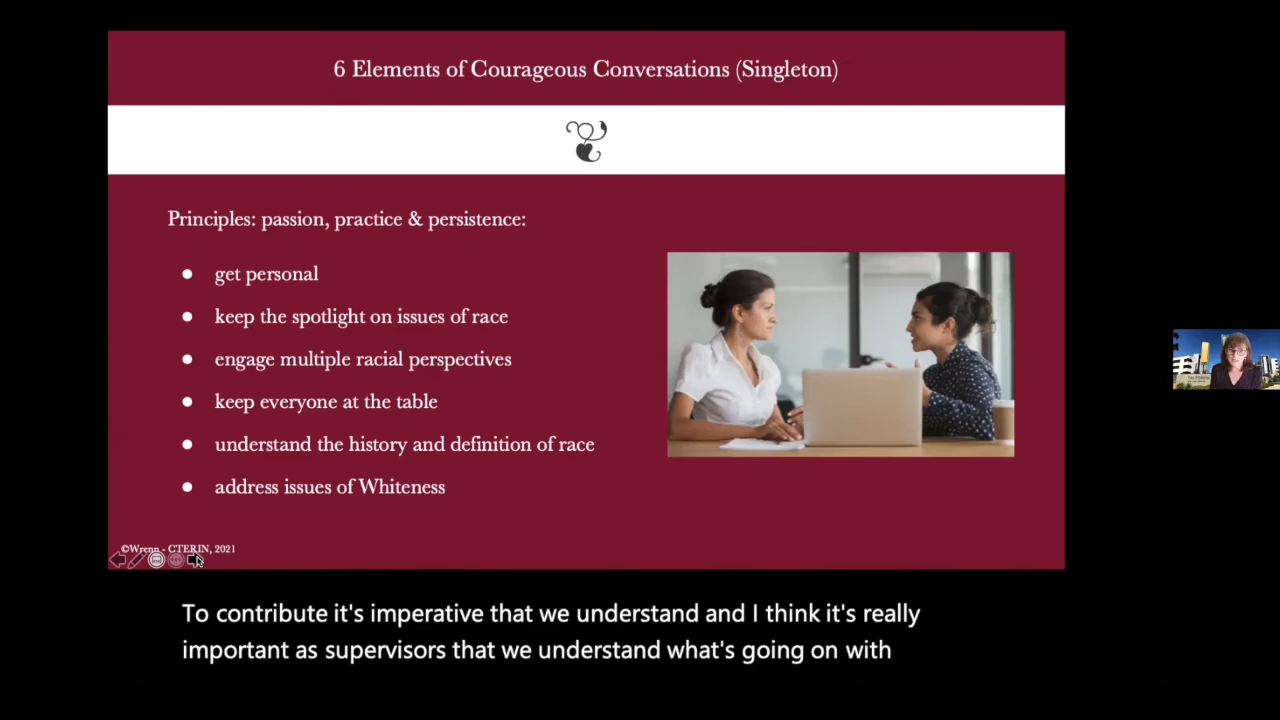 6 Elements of Courageous Conversations (Singleton)
Principles: passion, practice & persistence:
● get personal
● keep the spotlight on issues of race
● engage multiple racial perspectives
● keep everyone at the table
● understand the history and definition of race
● address issues of Whiteness
©Wrenn - CTERIN, 2021
To contribute it's imperative that we understand and I think it's really
important as supervisors that we understand what's going on with